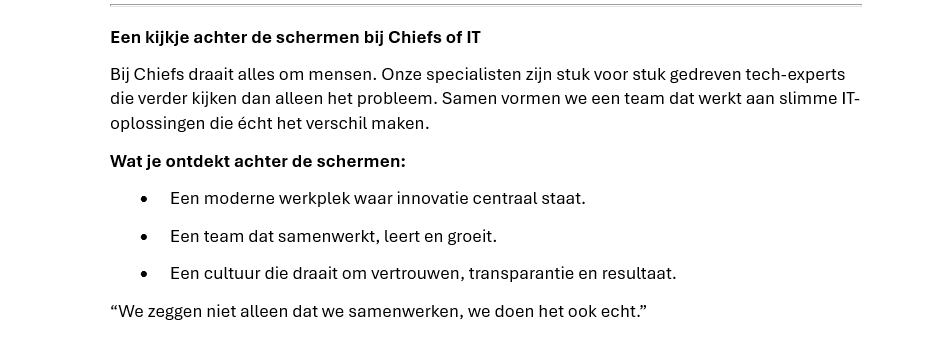 Een kijkje achter de schermen bij Chiefs of IT
Bij Chiefs draait alles om mensen. Onze specialisten zijn stuk voor stuk gedreven tech-experts
die verder kijken dan alleen het probleem. Samen vormen we een team dat werkt aan slimme IT-
oplossingen die écht het verschil maken.
Wat je ontdekt achter de schermen:
• Een moderne werkplek waar innovatie centraal staat.
• Een team dat samenwerkt, leert en groeit.
• Een cultuur die draait om vertrouwen, transparantie en resultaat.
“We zeggen niet alleen dat we samenwerken, we doen het ook echt.”